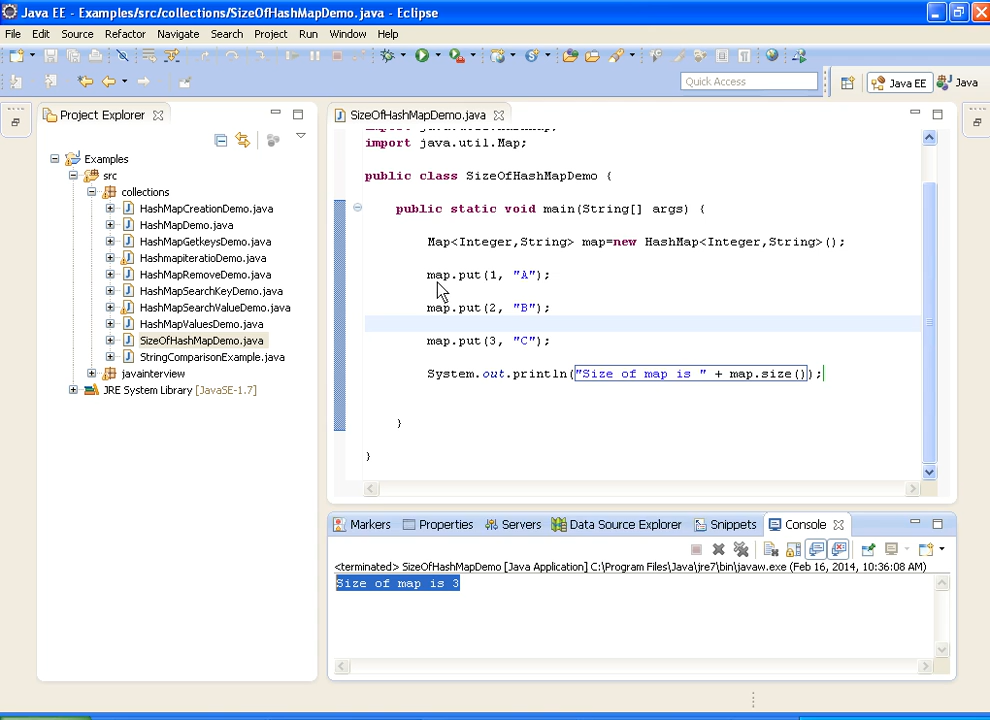 Java EE - Examples/src/collections/SizeOfHashMapDemo.java - Eclipse
File Edit Source Refactor Navigate Search Project Run Window Help
Quick Access
Java EE
Java
Project Explorer
Examples
src
collections
HashMapCreationDemo.java
HashMapDemo.java
HashMapGetkeysDemo.java
HashmapiteratioDemo.java
HashMapRemoveDemo.java
HashMapSearchKeyDemo.java
HashMapSearchValueDemo.java
HashMapValuesDemo.java
SizeOfHashMapDemo.java
StringComparisonExample.java
javainterview
JRE System Library [JavaSE-1.7]
SizeOfHashMapDemo.java
import java.util.HashMap;
import java.util.Map;
public class SizeOfHashMapDemo {
public static void main(String[] args) {
Map<Integer,String> map=new HashMap<Integer,String>();
map.put(1, "A");
map.put(2, "B");
map.put(3, "C");
System.out.println("Size of map is " + map.size());
}
}
Markers Properties Servers Data Source Explorer Snippets Console
<terminated> SizeOfHashMapDemo [Java Application] C:\Program Files\Java\jre7\bin\javaw.exe (Feb 16, 2014, 10:36:08 AM)
Size of map is 3